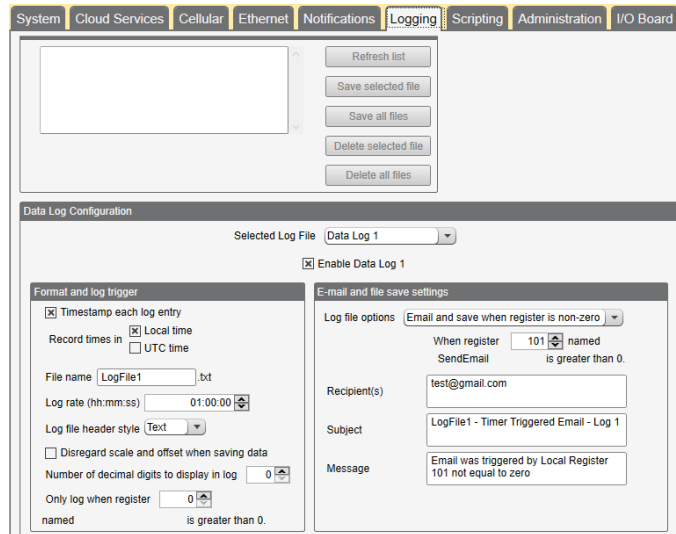 System Cloud Services Cellular Ethernet Notifications Logging Scripting Administration I/O Board
Refresh list
Save selected file
Save all files
Delete selected file
Delete all files
Data Log Configuration
Selected Log File Data Log 1
Enable Data Log 1
Format and log trigger
Timestamp each log entry
Record times in
Local time
UTC time
File name LogFile1 .txt
Log rate (hh:mm:ss) 01:00:00
Log file header style Text
Disregard scale and offset when saving data
Number of decimal digits to display in log 0
Only log when register 0
named is greater than 0.
E-mail and file save settings
Log file options Email and save when register is non-zero
When register 101 named
SendEmail is greater than 0.
Recipient(s) test@gmail.com
Subject LogFile1 - Timer Triggered Email - Log 1
Message Email was triggered by Local Register
101 not equal to zero